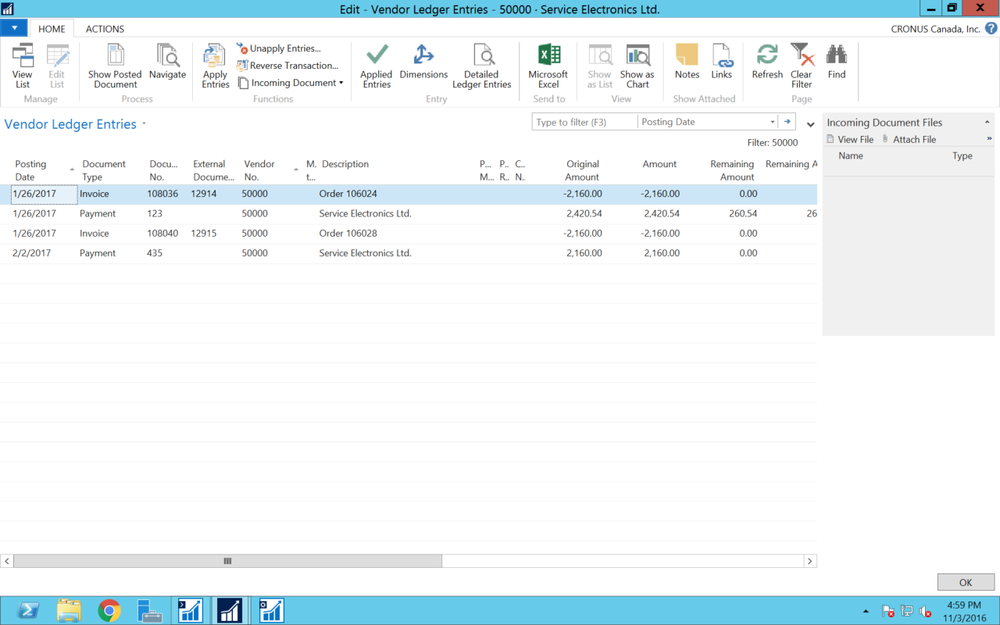 Edit - Vendor Ledger Entries - 50000 · Service Electronics Ltd.
HOME ACTIONS CRONUS Canada, Inc. ?
View List
Edit List
Manage
Show Posted Document
Navigate
Process
Apply Entries
Unapply Entries...
Reverse Transaction...
Incoming Document
Functions
Applied Entries
Dimensions
Detailed Ledger Entries
Entry
Microsoft Excel
Send to
Show as List
Show as Chart
View
Notes
Links
Show Attached
Refresh
Clear Filter
Find
Page
Vendor Ledger Entries
Type to filter (F3) Posting Date
Filter: 50000
Posting Date Document Type Docu... No. External Docume... Vendor No. M. t... Description P... M... P.. R.. C.. N.. Original Amount Amount Remaining Amount Remaining A
1/26/2017 Invoice 108036 12914 50000 Order 106024 -2,160.00 -2,160.00 0.00
1/26/2017 Payment 123 50000 Service Electronics Ltd. 2,420.54 2,420.54 260.54 26
1/26/2017 Invoice 108040 12915 50000 Order 106028 -2,160.00 -2,160.00 0.00
2/2/2017 Payment 435 50000 Service Electronics Ltd. 2,160.00 2,160.00 0.00
Incoming Document Files
View File Attach File »
Name Type
OK
4:59 PM
11/3/2016